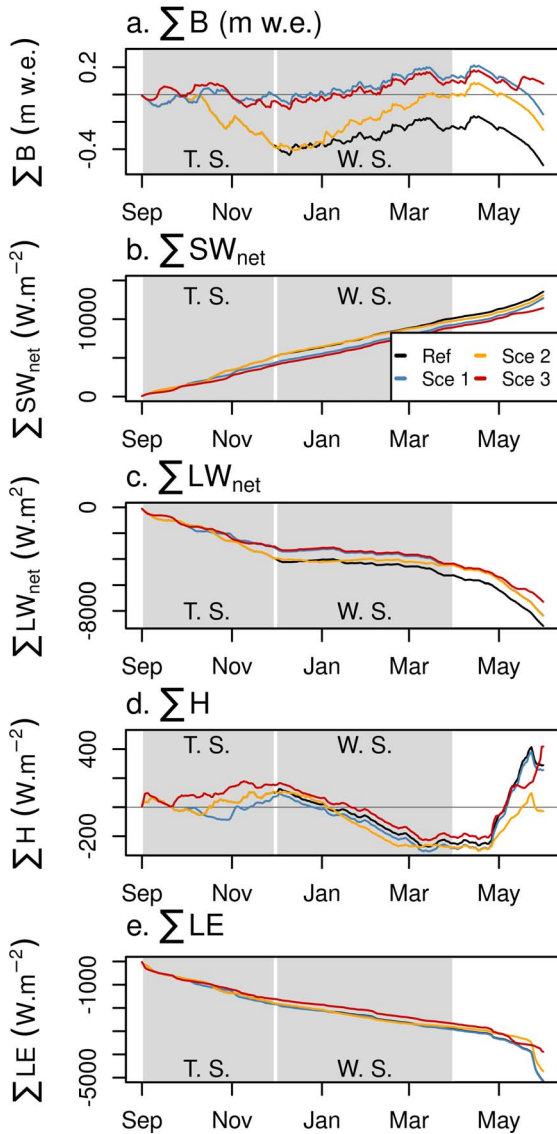 a. ∑ B (m w.e.)
∑ B (m w.e.)
0.2
-0.4
T. S. W. S.
Sep Nov Jan Mar May
b. ∑ SWnet
∑ SWnet (W.m−2)
10000
0
T. S. W. S.
Ref Sce 2
Sce 1 Sce 3
Sep Nov Jan Mar May
c. ∑ LWnet
∑ LWnet (W.m2)
0
-8000
T. S. W. S.
Sep Nov Jan Mar May
d. ∑ H
∑ H (W.m−2)
400
-200
T. S. W. S.
Sep Nov Jan Mar May
e. ∑ LE
∑ LE (W.m−2)
-1000
-5000
T. S. W. S.
Sep Nov Jan Mar May